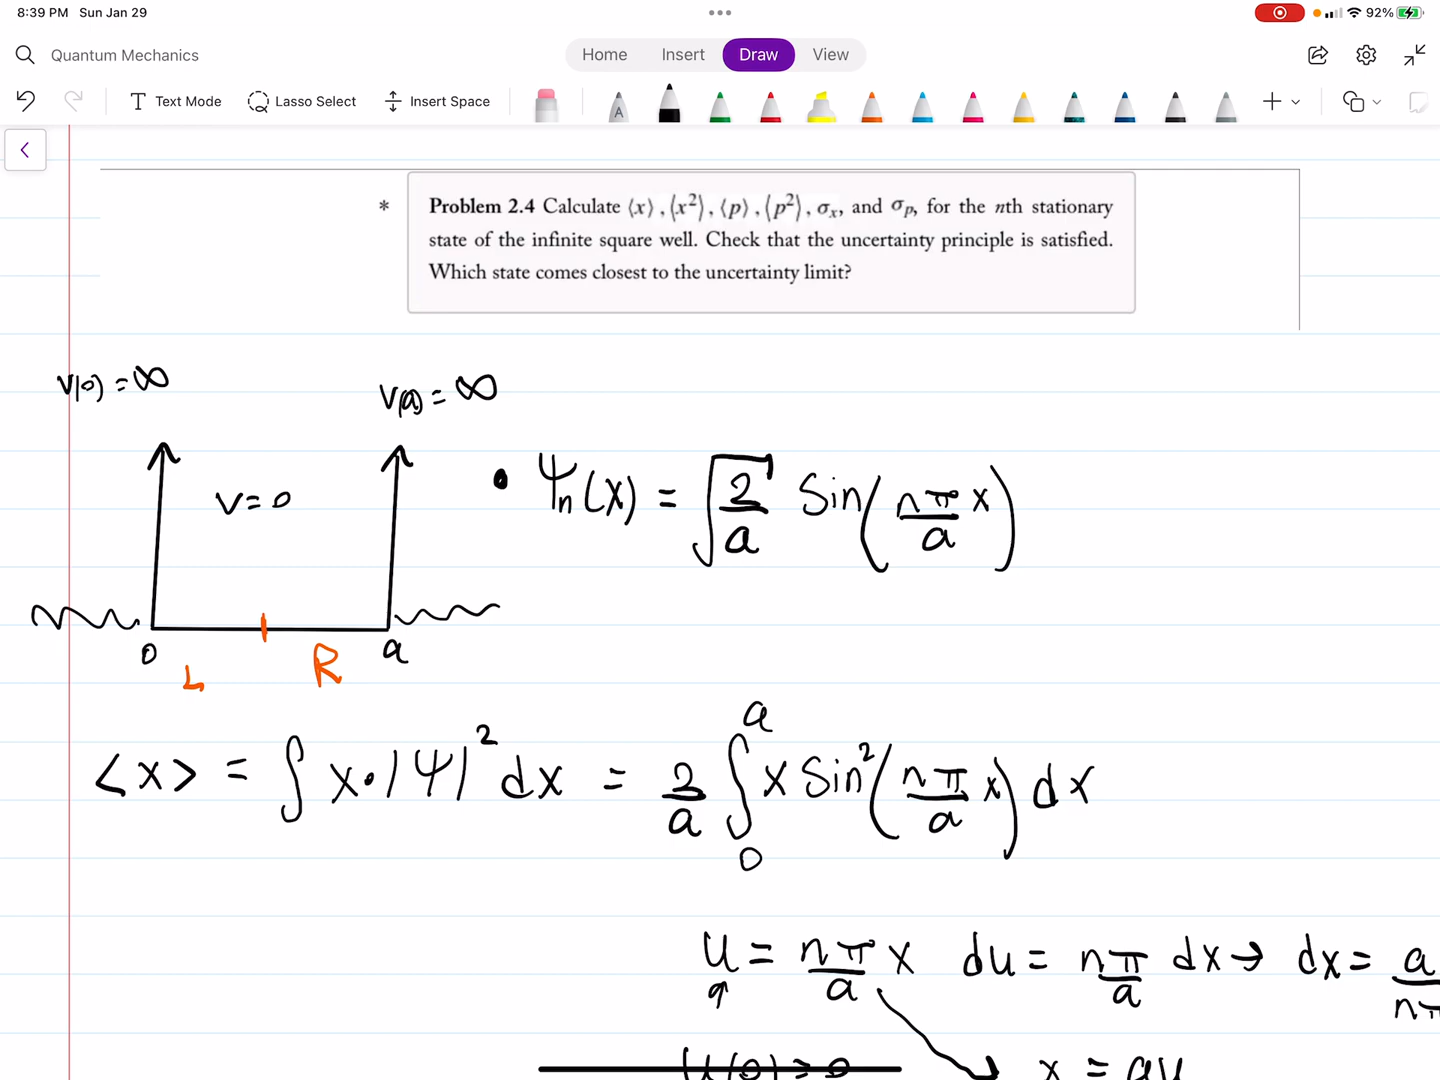 8:39 PM Sun Jan 29
92%
Quantum Mechanics
Home Insert Draw View
Text Mode Lasso Select Insert Space
A
* Problem 2.4 Calculate ⟨x⟩, ⟨x²⟩, ⟨p⟩, ⟨p²⟩, σₓ, and σₚ, for the nth stationary
state of the infinite square well. Check that the uncertainty principle is satisfied.
Which state comes closest to the uncertainty limit?
V(0) = ∞ V(a) = ∞
V = 0
• Ψn(x) = √(2/a) Sin(nπ/a x)
0 a
L R
<x> = ∫ x·|Ψ|² dx = 2/a ∫₀ᵃ x Sin²(nπ/a x) dx
u = nπ/a x du = nπ/a dx → dx = a/nπ
x = au